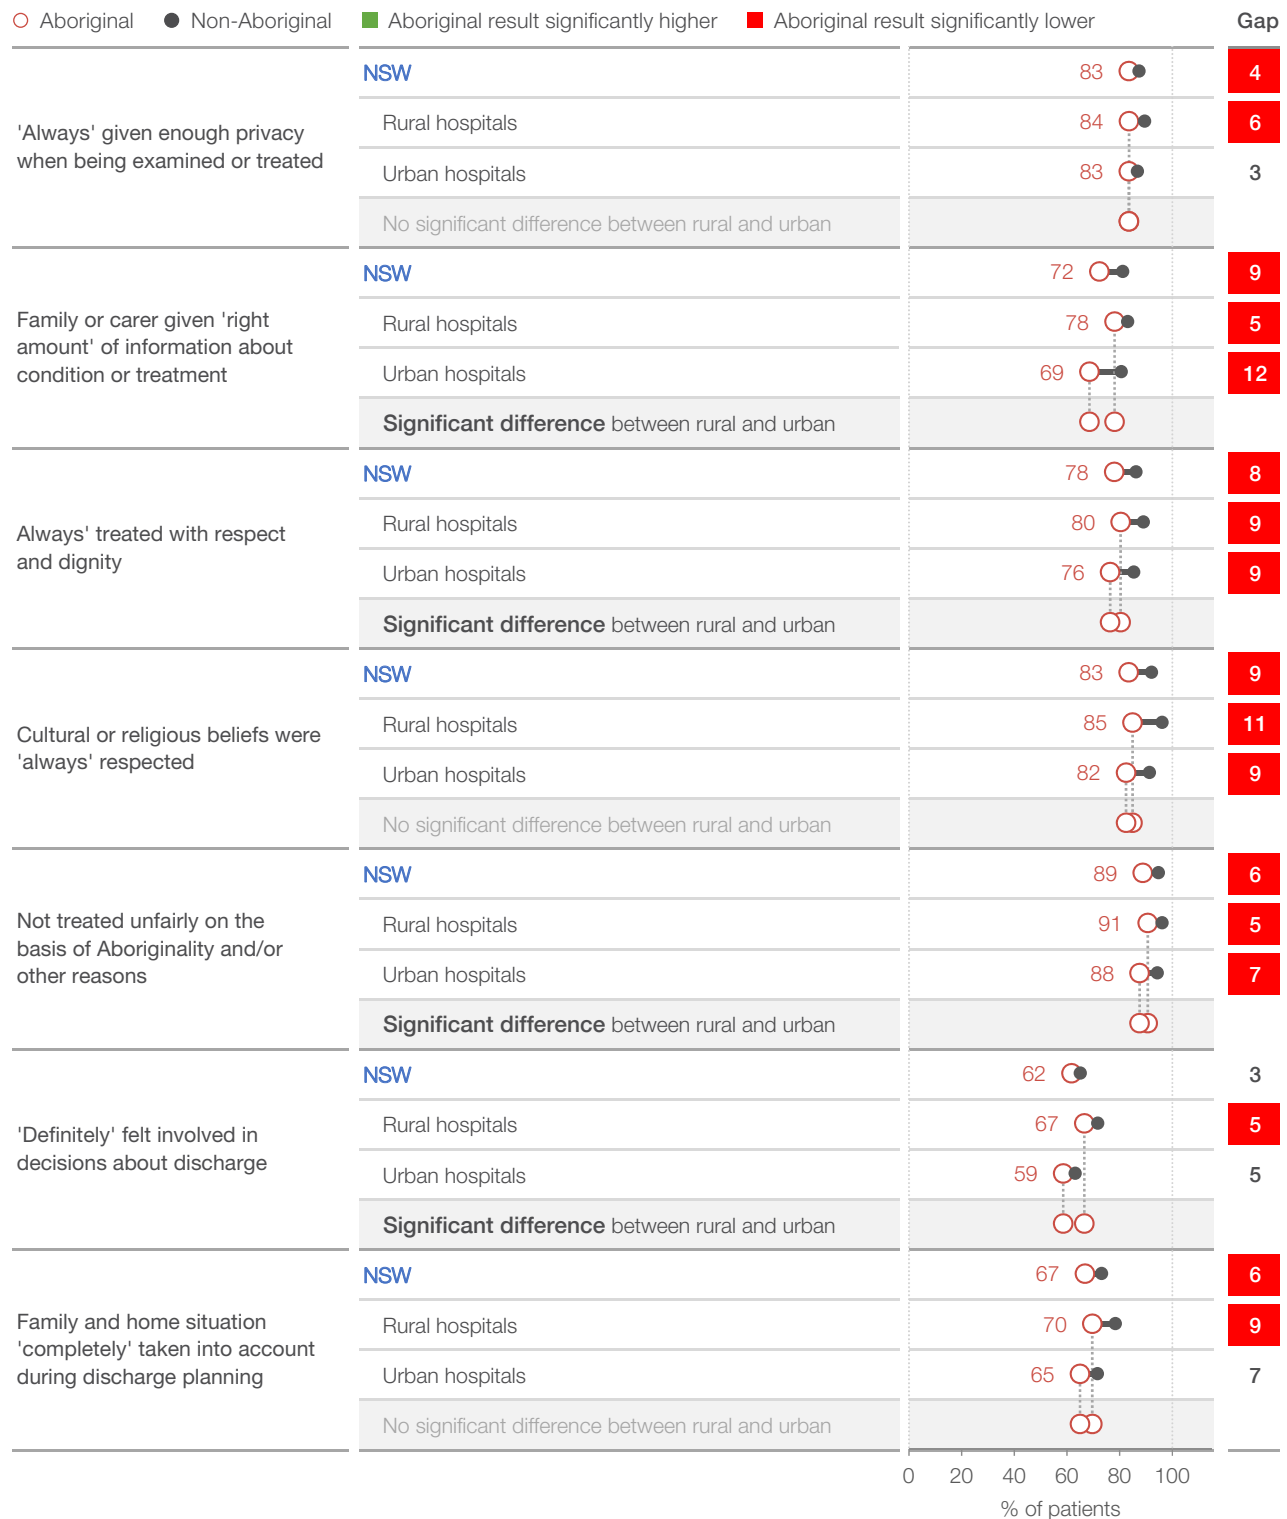 Aboriginal Non-Aboriginal Aboriginal result significantly higher Aboriginal result significantly lower Gap
'Always' given enough privacy
when being examined or treated
NSW 83 4
Rural hospitals 84 6
Urban hospitals 83 3
No significant difference between rural and urban
Family or carer given 'right
amount' of information about
condition or treatment
NSW 72 9
Rural hospitals 78 5
Urban hospitals 69 12
Significant difference between rural and urban
Always' treated with respect
and dignity
NSW 78 8
Rural hospitals 80 9
Urban hospitals 76 9
Significant difference between rural and urban
Cultural or religious beliefs were
'always' respected
NSW 83 9
Rural hospitals 85 11
Urban hospitals 82 9
No significant difference between rural and urban
Not treated unfairly on the
basis of Aboriginality and/or
other reasons
NSW 89 6
Rural hospitals 91 5
Urban hospitals 88 7
Significant difference between rural and urban
'Definitely' felt involved in
decisions about discharge
NSW 62 3
Rural hospitals 67 5
Urban hospitals 59 5
Significant difference between rural and urban
Family and home situation
'completely' taken into account
during discharge planning
NSW 67 6
Rural hospitals 70 9
Urban hospitals 65 7
No significant difference between rural and urban
0 20 40 60 80 100
% of patients